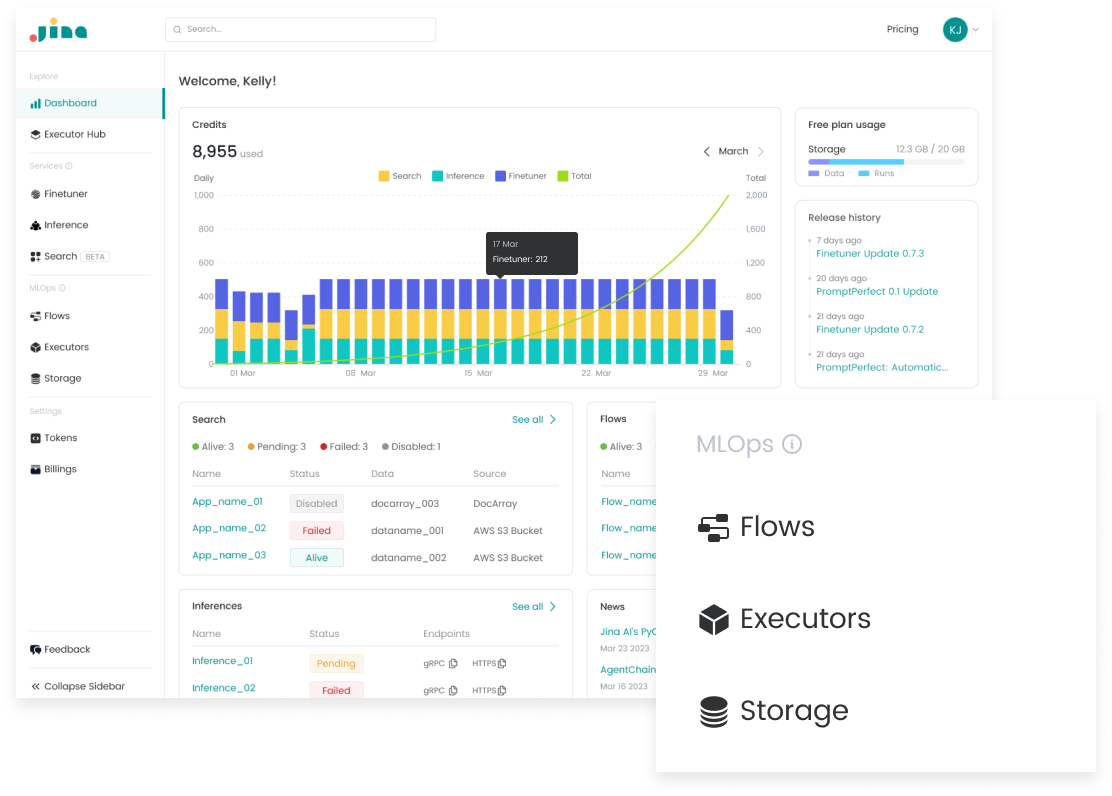 Jina
Search...
Pricing
KJ
Explore
Dashboard
Executor Hub
Services
Finetuner
Inference
Search BETA
MLOps
Flows
Executors
Storage
Settings
Tokens
Billings
Feedback
Collapse Sidebar
Welcome, Kelly!
Credits
8,955 used
March
Daily
Search
Inference
Finetuner
Total
Total
1,000
800
600
400
200
0
2,000
1,600
1,200
800
400
0
17 Mar
Finetuner: 212
01 Mar
08 Mar
15 Mar
22 Mar
29 Mar
Free plan usage
Storage 12.3 GB / 20 GB
Data Runs
Release history
7 days ago
Finetuner Update 0.7.3
20 days ago
PromptPerfect 0.1 Update
21 days ago
Finetuner Update 0.7.2
21 days ago
PromptPerfect: Automatic...
Search See all
Alive: 3 Pending: 3 Failed: 3 Disabled: 1
Name Status Data Source
App_name_01 Disabled docarray_003 DocArray
App_name_02 Failed dataname_001 AWS S3 Bucket
App_name_03 Alive dataname_002 AWS S3 Bucket
Flows
Alive: 3
Name
Flow_name
Flow_name
Flow_name
Inferences See all
Name Status Endpoints
Inference_01 Pending gRPC HTTPS
Inference_02 Failed gRPC HTTPS
News
Jina AI's PyC
Mar 23 2023
AgentChain
Mar 16 2023
MLOps
Flows
Executors
Storage